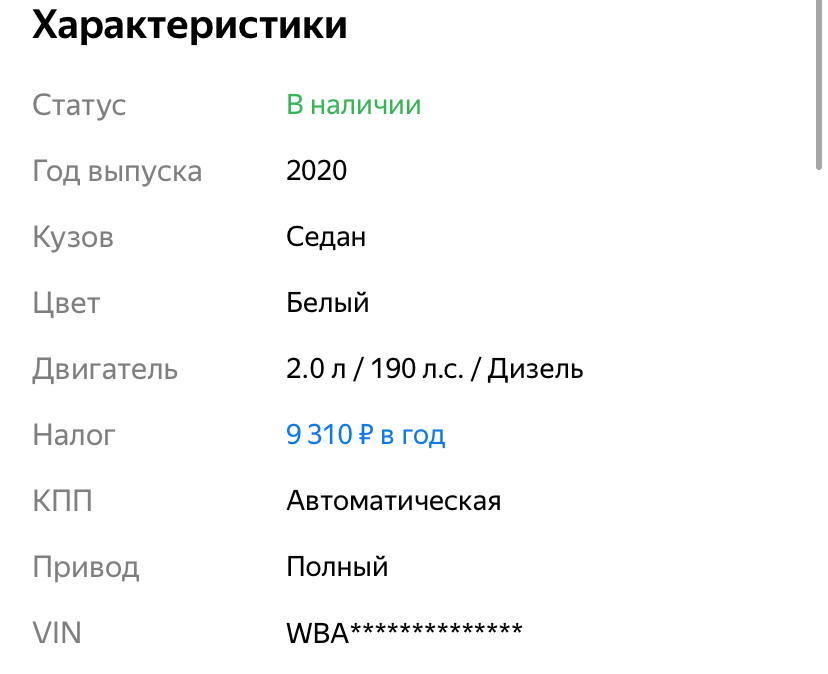 Характеристики
Статус В наличии
Год выпуска 2020
Кузов Седан
Цвет Белый
Двигатель 2.0 л / 190 л.с. / Дизель
Налог 9 310 ₽ в год
КПП Автоматическая
Привод Полный
VIN WBA**************